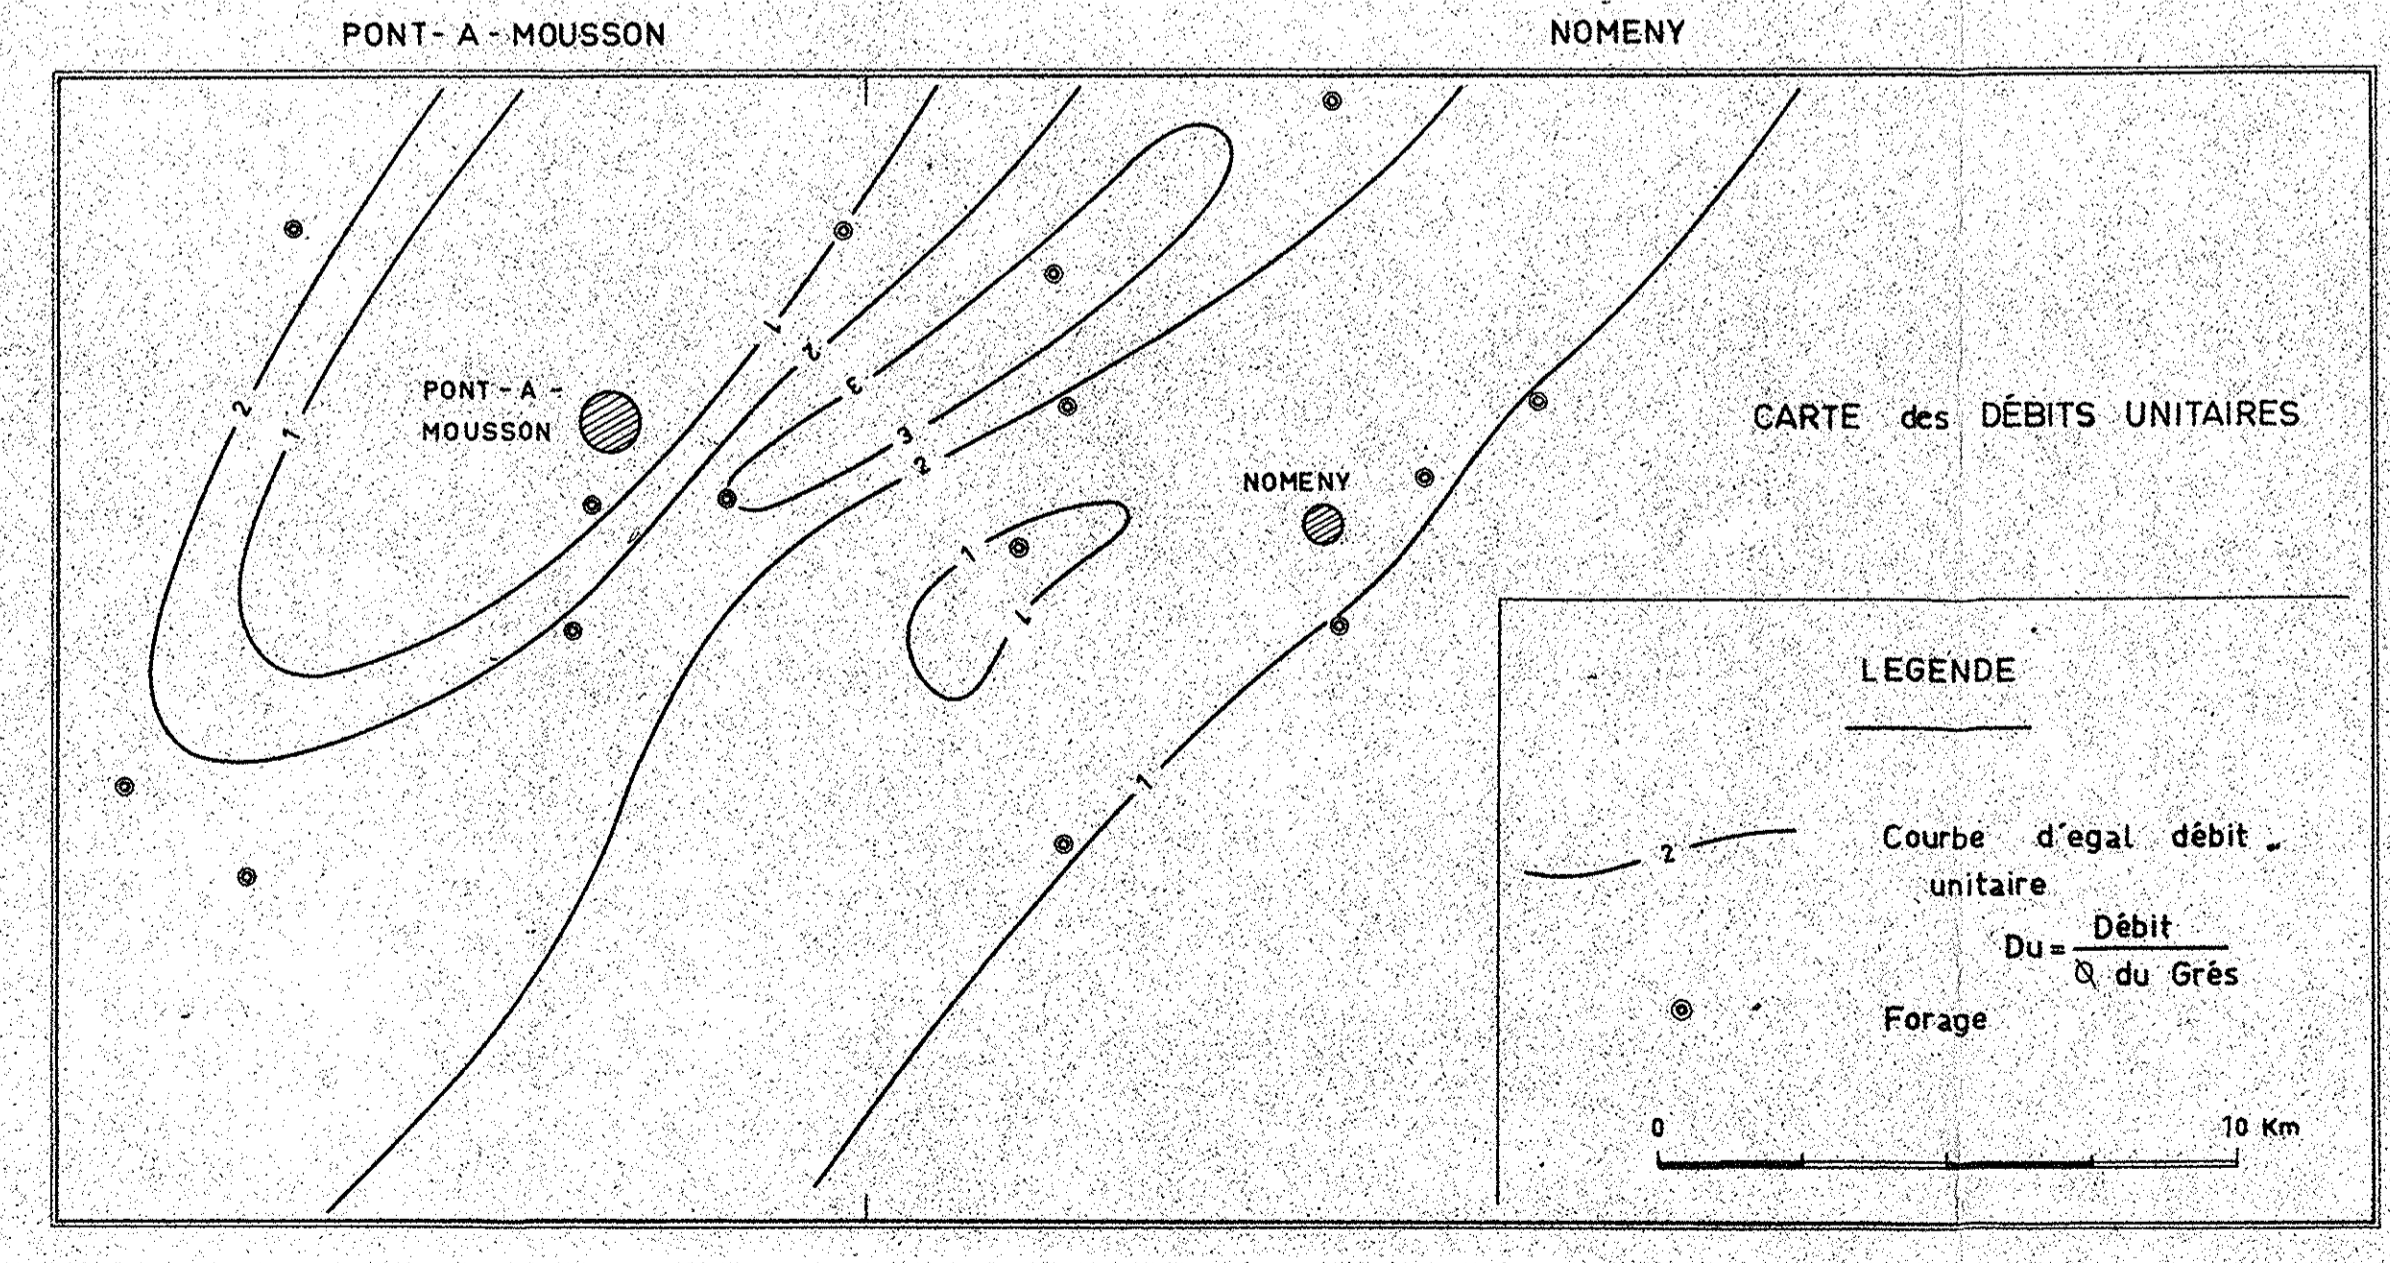 PONT-A-MOUSSON
NOMENY
2
1
PONT-A-
MOUSSON
1
2
3
3
2
NOMENY
1
1
1
CARTE des DÉBITS UNITAIRES
LEGENDE
2
Courbe d'egal débit
unitaire
Du = Débit
Ø du Grés
Forage
0
10 Km